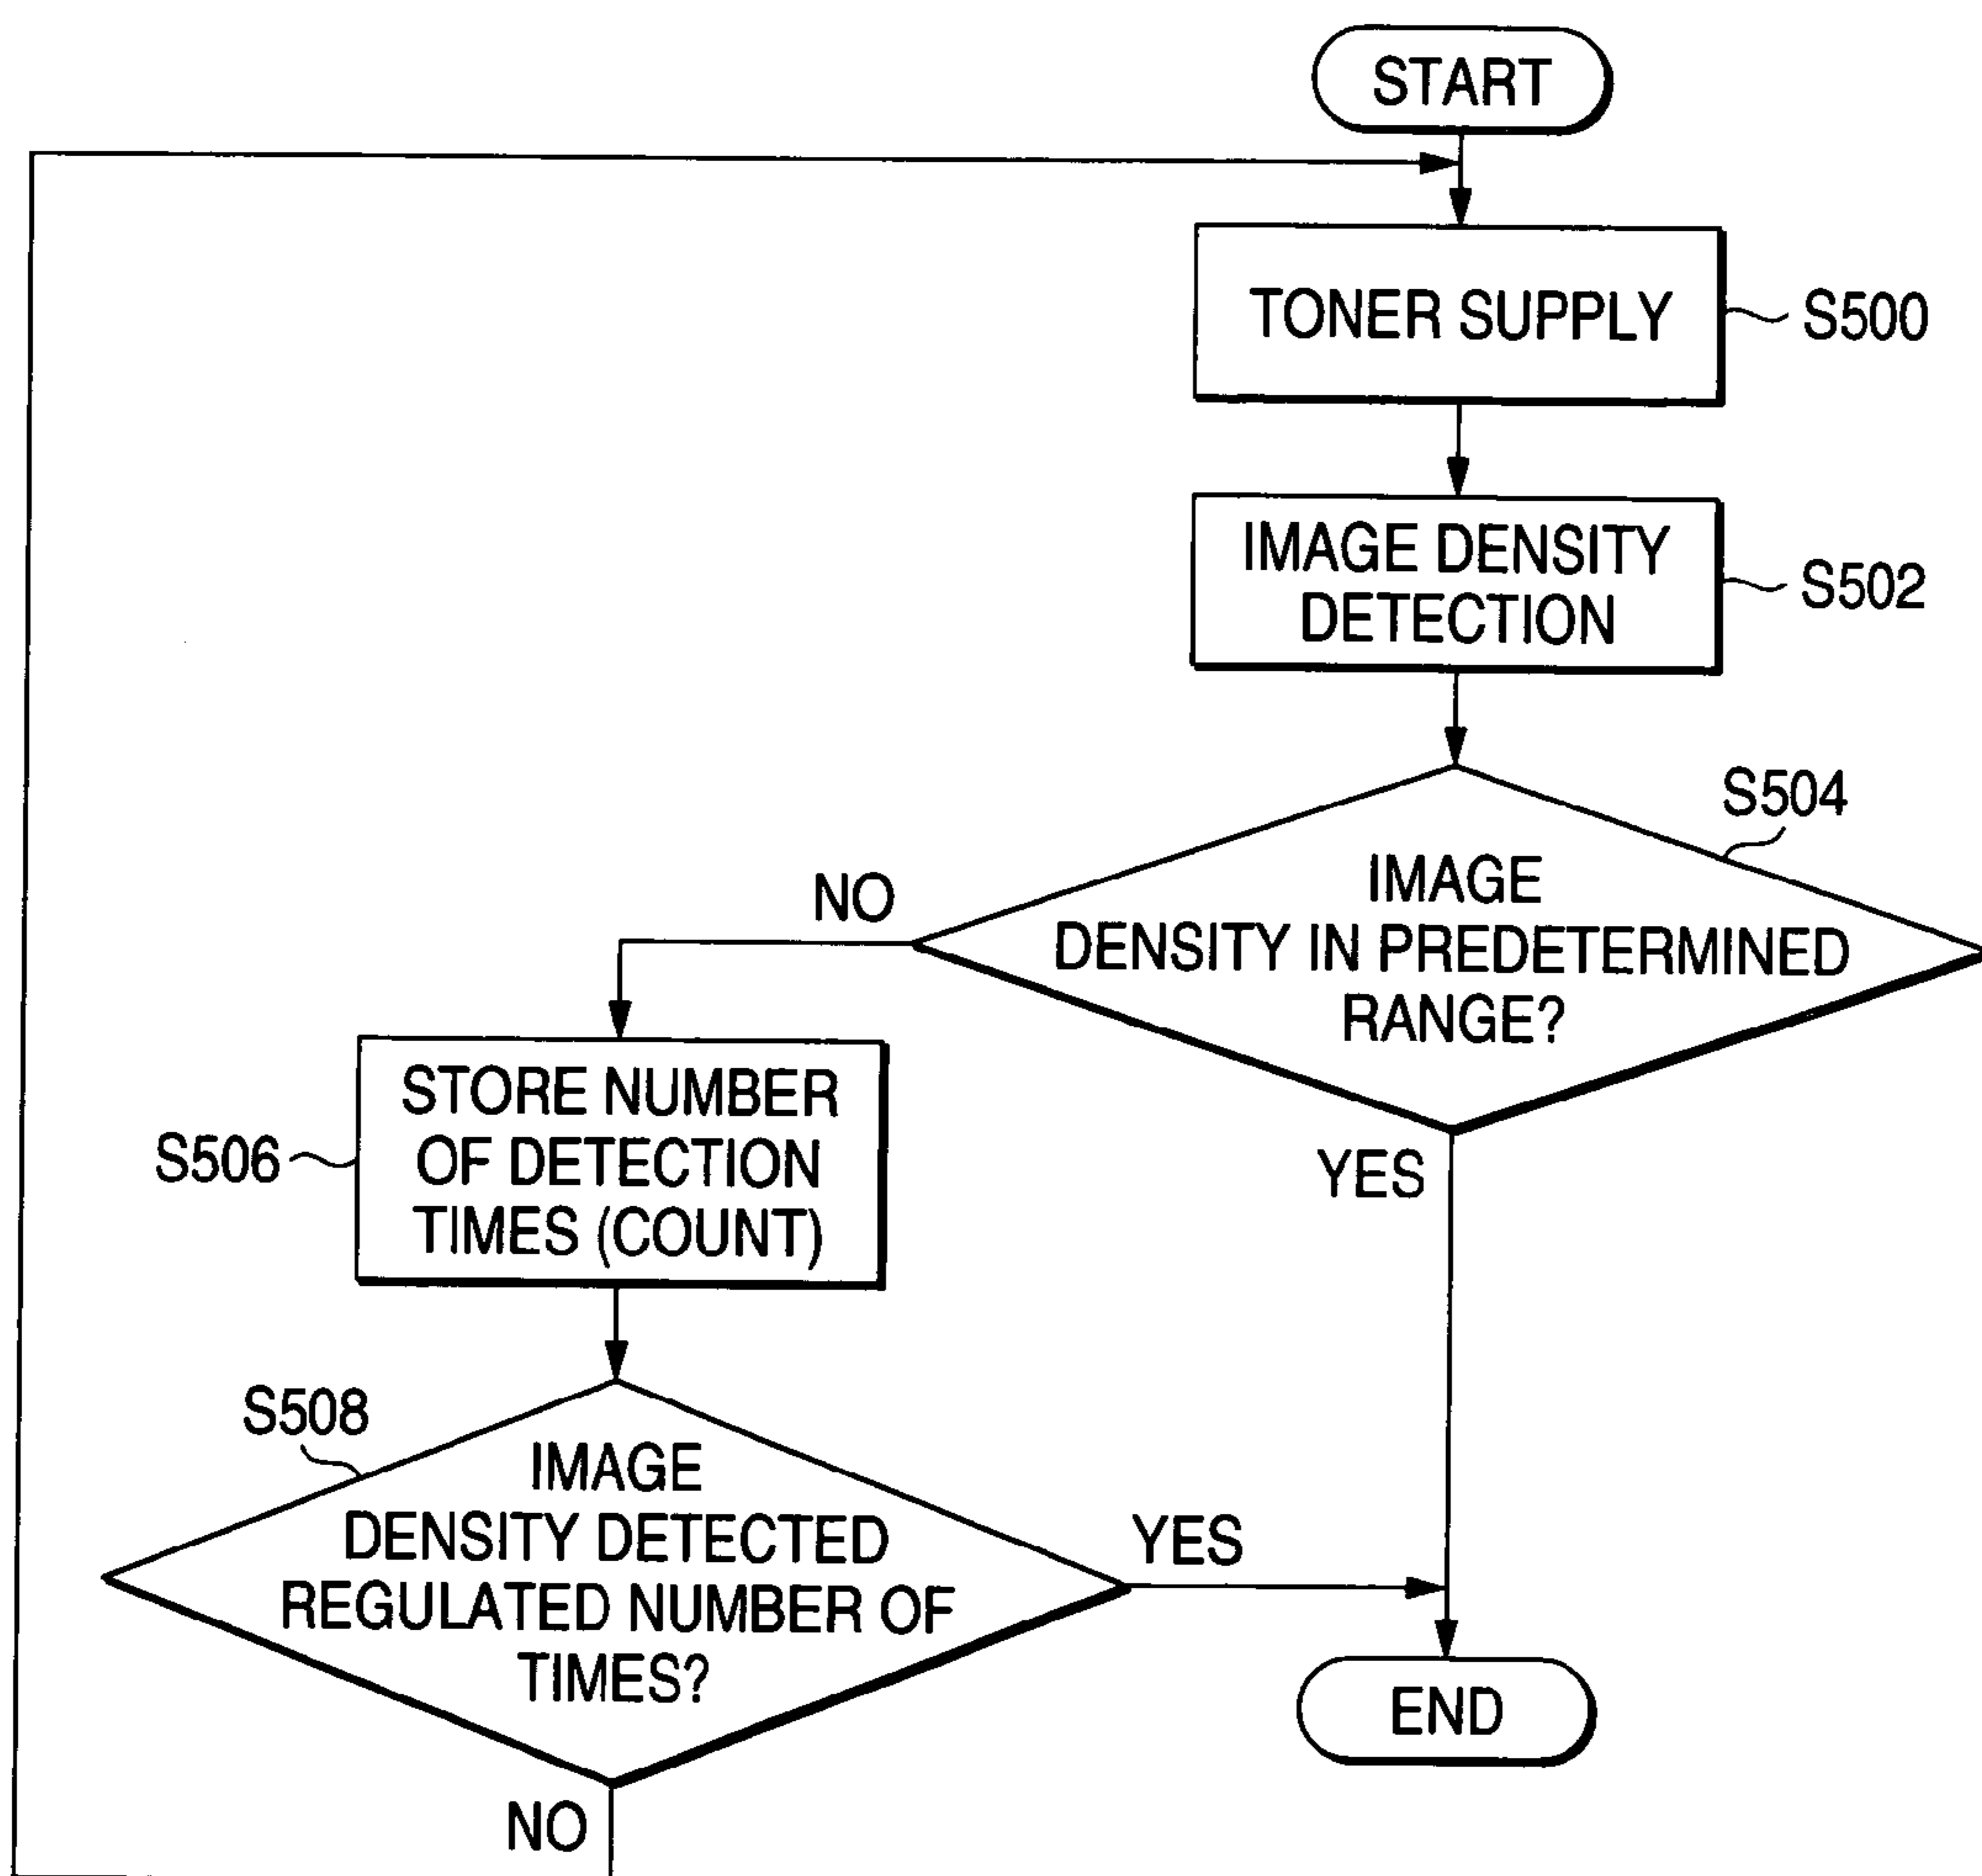 START
TONER SUPPLY
S500
IMAGE DENSITY
DETECTION
S502
S504
IMAGE
DENSITY IN PREDETERMINED
RANGE?
NO
YES
STORE NUMBER
OF DETECTION
TIMES (COUNT)
S506
S508
IMAGE
DENSITY DETECTED
REGULATED NUMBER OF
TIMES?
YES
NO
END